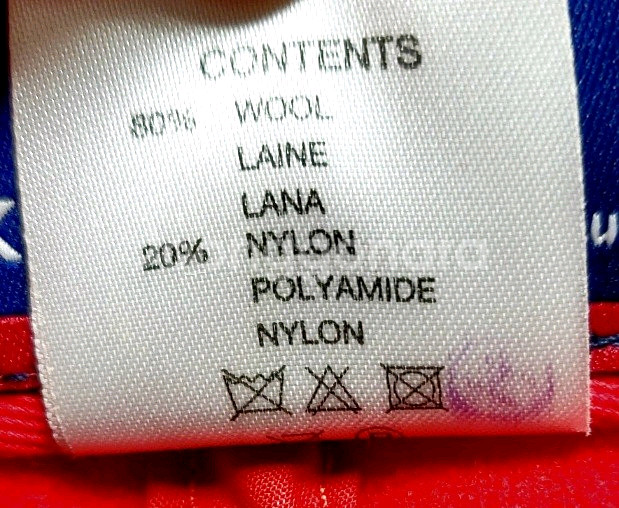 CONTENTS
80% WOOL
LAINE
LANA
20% NYLON
POLYAMIDE
NYLON